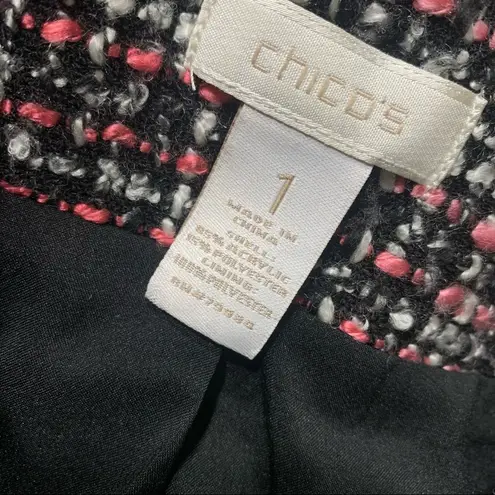 chico's
1
MADE IN
CHINA
SHELL:
85% ACRYLIC
15% POLYESTER
LINING:
100% POLYESTER